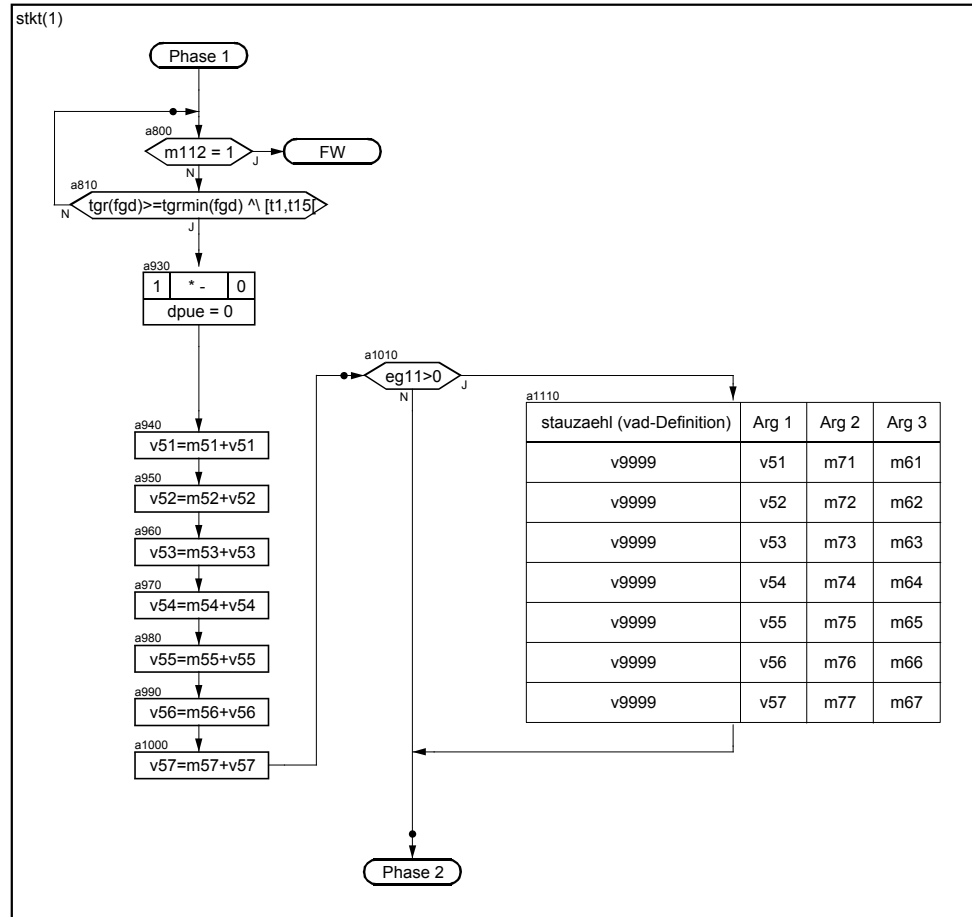 stkt(1)
Phase 1
a800
m112 = 1
J
FW
N
a810
tgr(fgd)>=tgrmin(fgd) ^\ [t1,t15[
N
J
a930
1 * - 0
dpue = 0
a940
v51=m51+v51
a950
v52=m52+v52
a960
v53=m53+v53
a970
v54=m54+v54
a980
v55=m55+v55
a990
v56=m56+v56
a1000
v57=m57+v57
a1010
eg11>0
J
N
a1110
stauzaehl (vad-Definition) Arg 1 Arg 2 Arg 3
v9999 v51 m71 m61
v9999 v52 m72 m62
v9999 v53 m73 m63
v9999 v54 m74 m64
v9999 v55 m75 m65
v9999 v56 m76 m66
v9999 v57 m77 m67
Phase 2